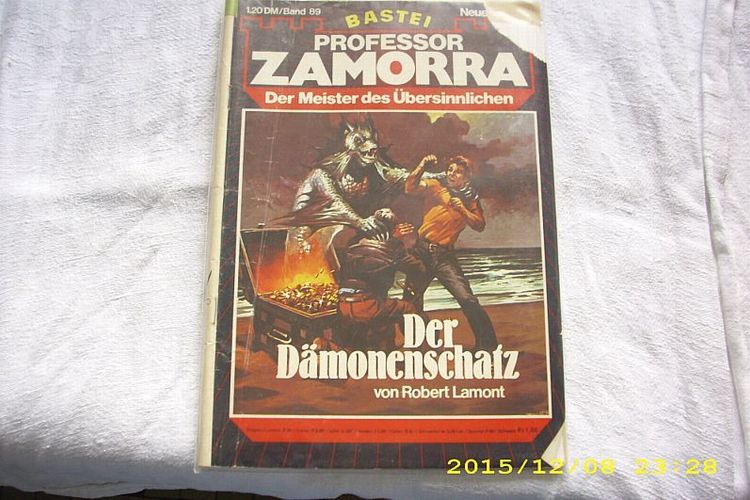 1.20 DM/Band 89
Neue
BASTEI
PROFESSOR
ZAMORRA
Der Meister des Übersinnlichen
Der
Dämonenschatz
von Robert Lamont
2015/12/08 23:28